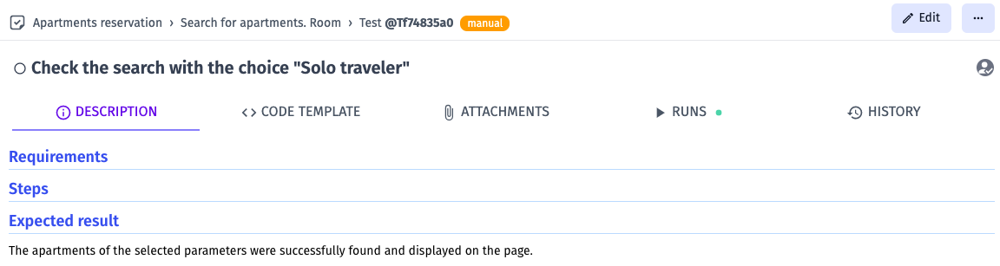 Apartments reservation › Search for apartments. Room › Test @Tf74835a0 manual Edit ...
Check the search with the choice "Solo traveler"
DESCRIPTION <> CODE TEMPLATE ATTACHMENTS RUNS HISTORY
Requirements
Steps
Expected result
The apartments of the selected parameters were successfully found and displayed on the page.